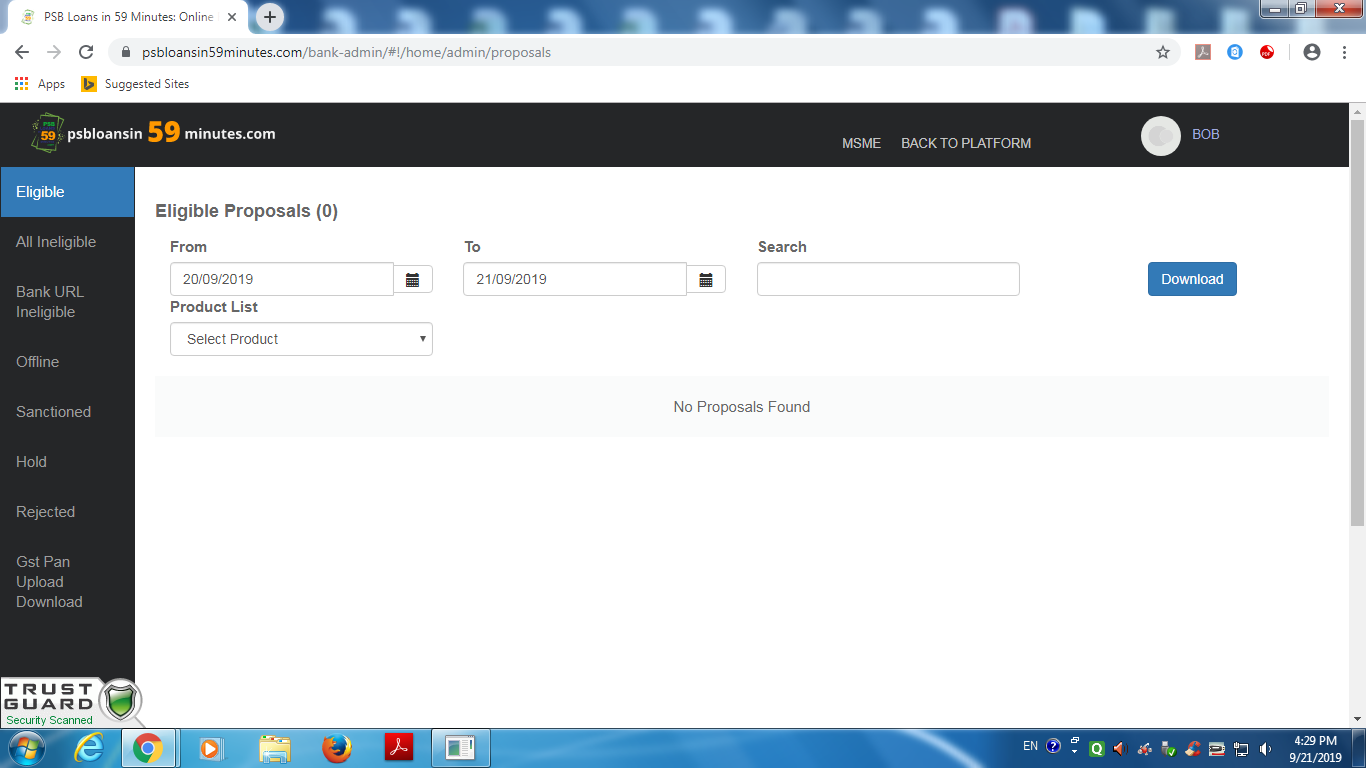 PSB Loans in 59 Minutes: Online
psbloansin59minutes.com/bank-admin/#!/home/admin/proposals
Apps
Suggested Sites
PSB
59
psbloansin 59 minutes.com
MSME
BACK TO PLATFORM
BOB
Eligible
All Ineligible
Bank URL
Ineligible
Offline
Sanctioned
Hold
Rejected
Gst Pan
Upload
Download
Eligible Proposals (0)
From
To
Search
20/09/2019
21/09/2019
Download
Product List
Select Product
No Proposals Found
TRUST
GUARD
Security Scanned
EN
4:29 PM
9/21/2019